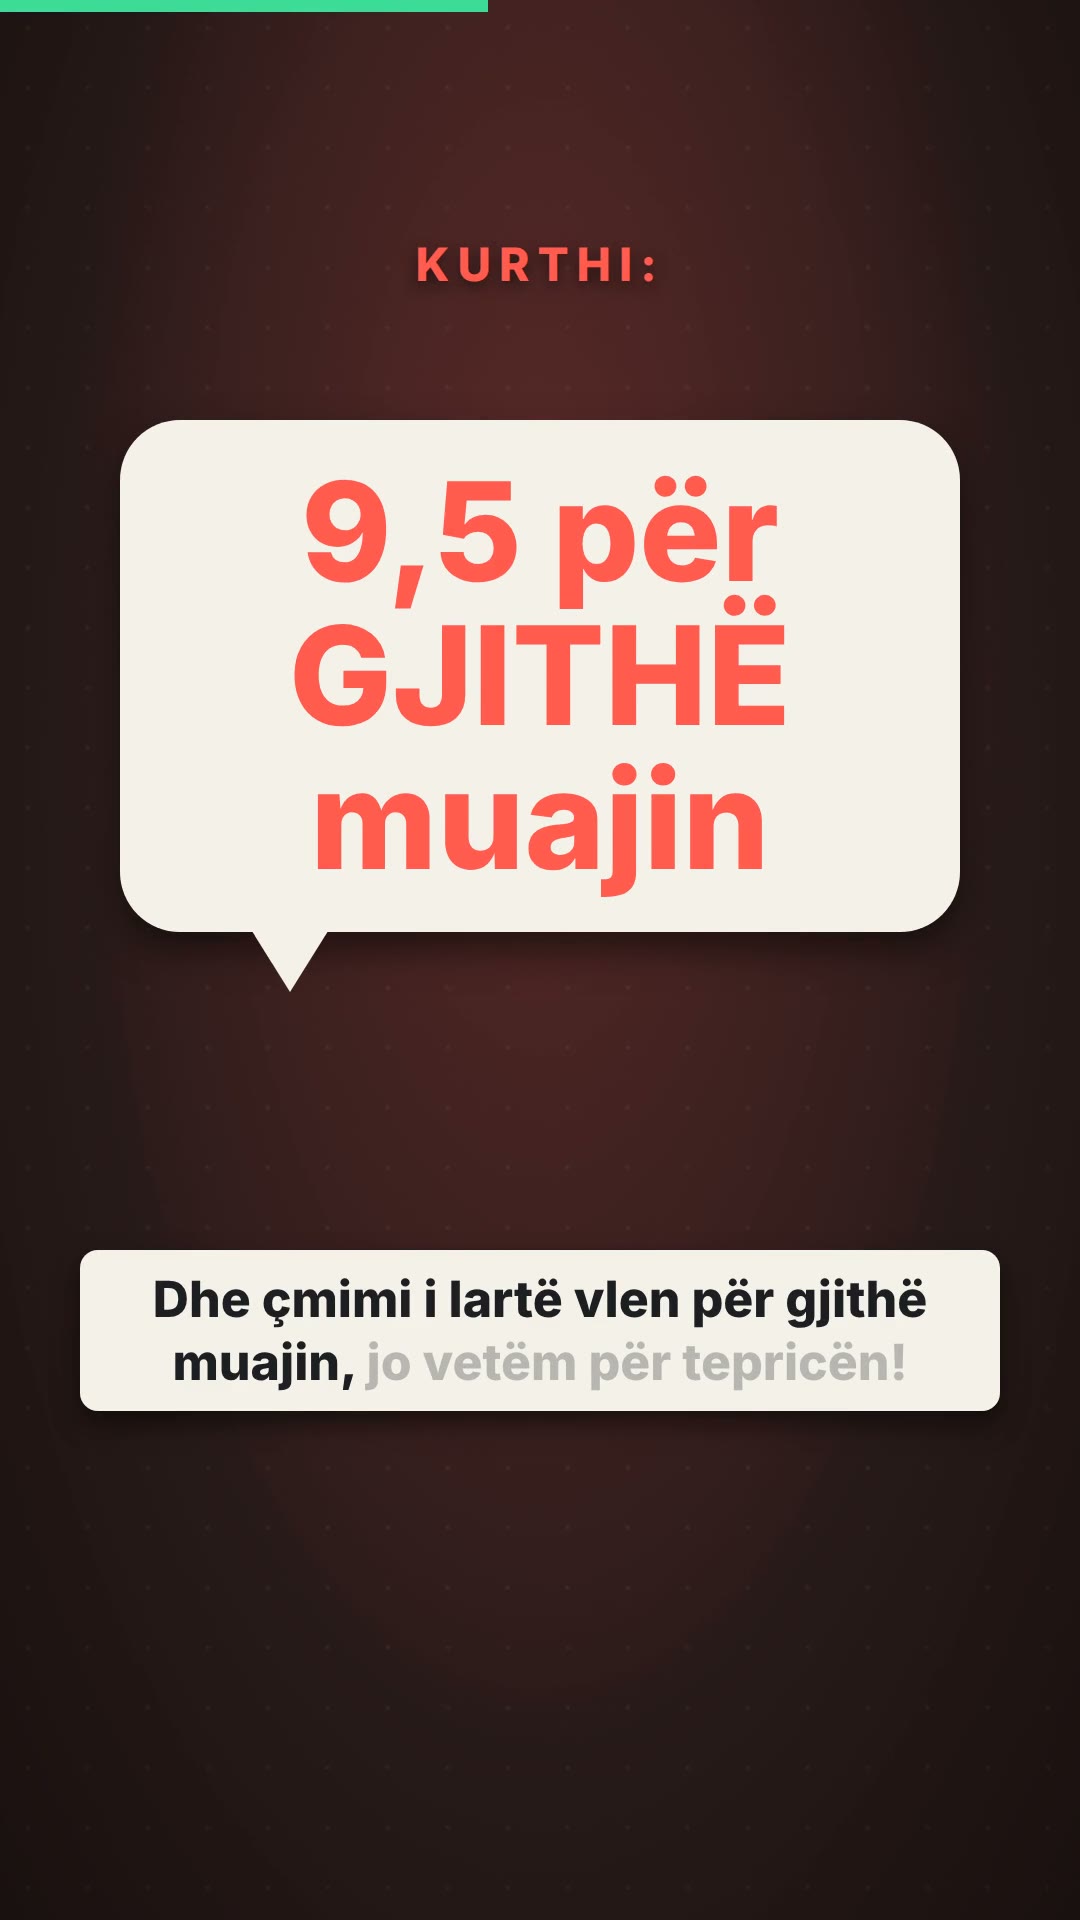 KURTHI:
9,5 për
GJITHË
muajin
Dhe çmimi i lartë vlen për gjithë
muajin, jo vetëm për tepricën!